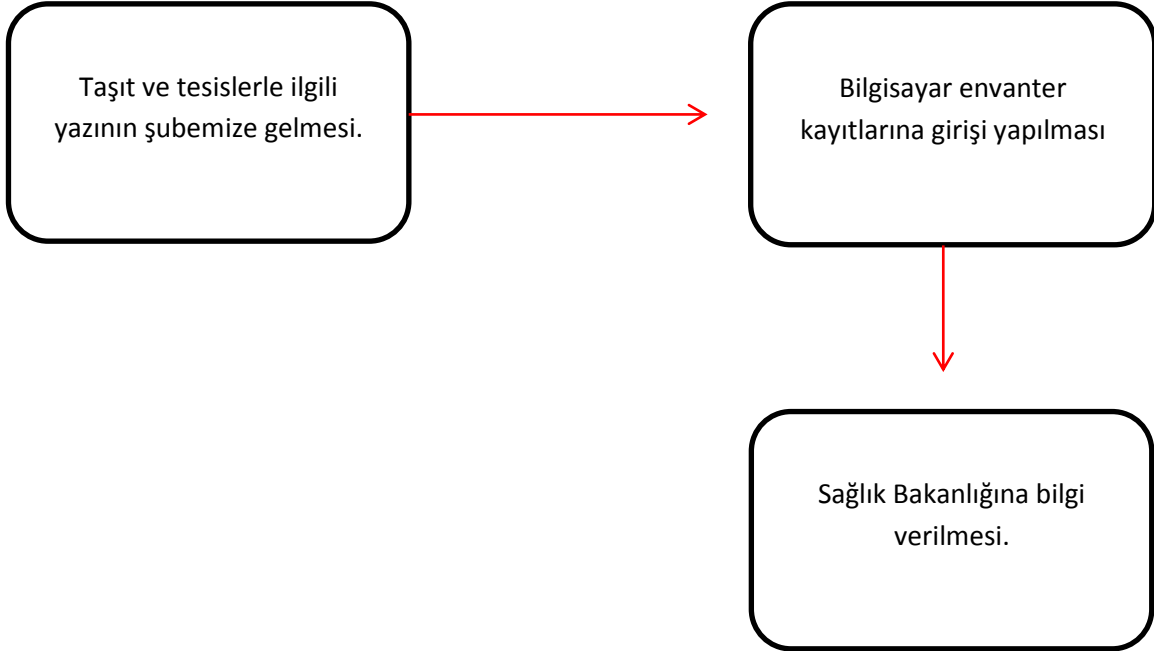 Taşıt ve tesislerle ilgili
yazının şubemize gelmesi.
Bilgisayar envanter
kayıtlarına girişi yapılması
Sağlık Bakanlığına bilgi
verilmesi.